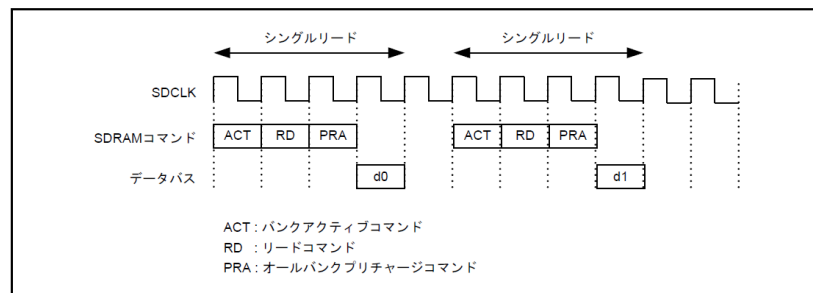 シングルリード シングルリード
SDCLK
SDRAMコマンド ACT RD PRA ACT RD PRA
データバス d0 d1
ACT : バンクアクティブコマンド
RD : リードコマンド
PRA : オールバンクプリチャージコマンド